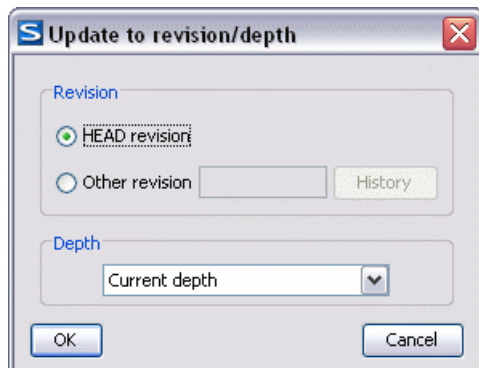 S Update to revision/depth
Revision
HEAD revision
Other revision History
Depth
Current depth
OK Cancel